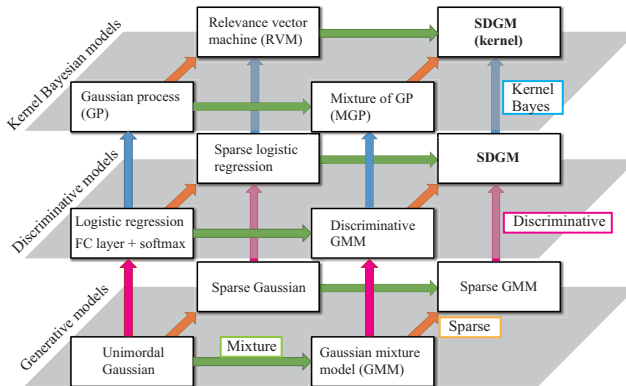 Relevance vector
machine (RVM)
SDGM
(kernel)
Kernel Bayesian models
Gaussian process
(GP)
Mixture of GP
(MGP)
Kernel
Bayes
Sparse logistic
regression
SDGM
Discriminative models
Logistic regression
FC layer + softmax
Discriminative
GMM
Discriminative
Sparse Gaussian
Sparse GMM
Generative models
Mixture
Sparse
Unimordal
Gaussian
Gaussian mixture
model (GMM)